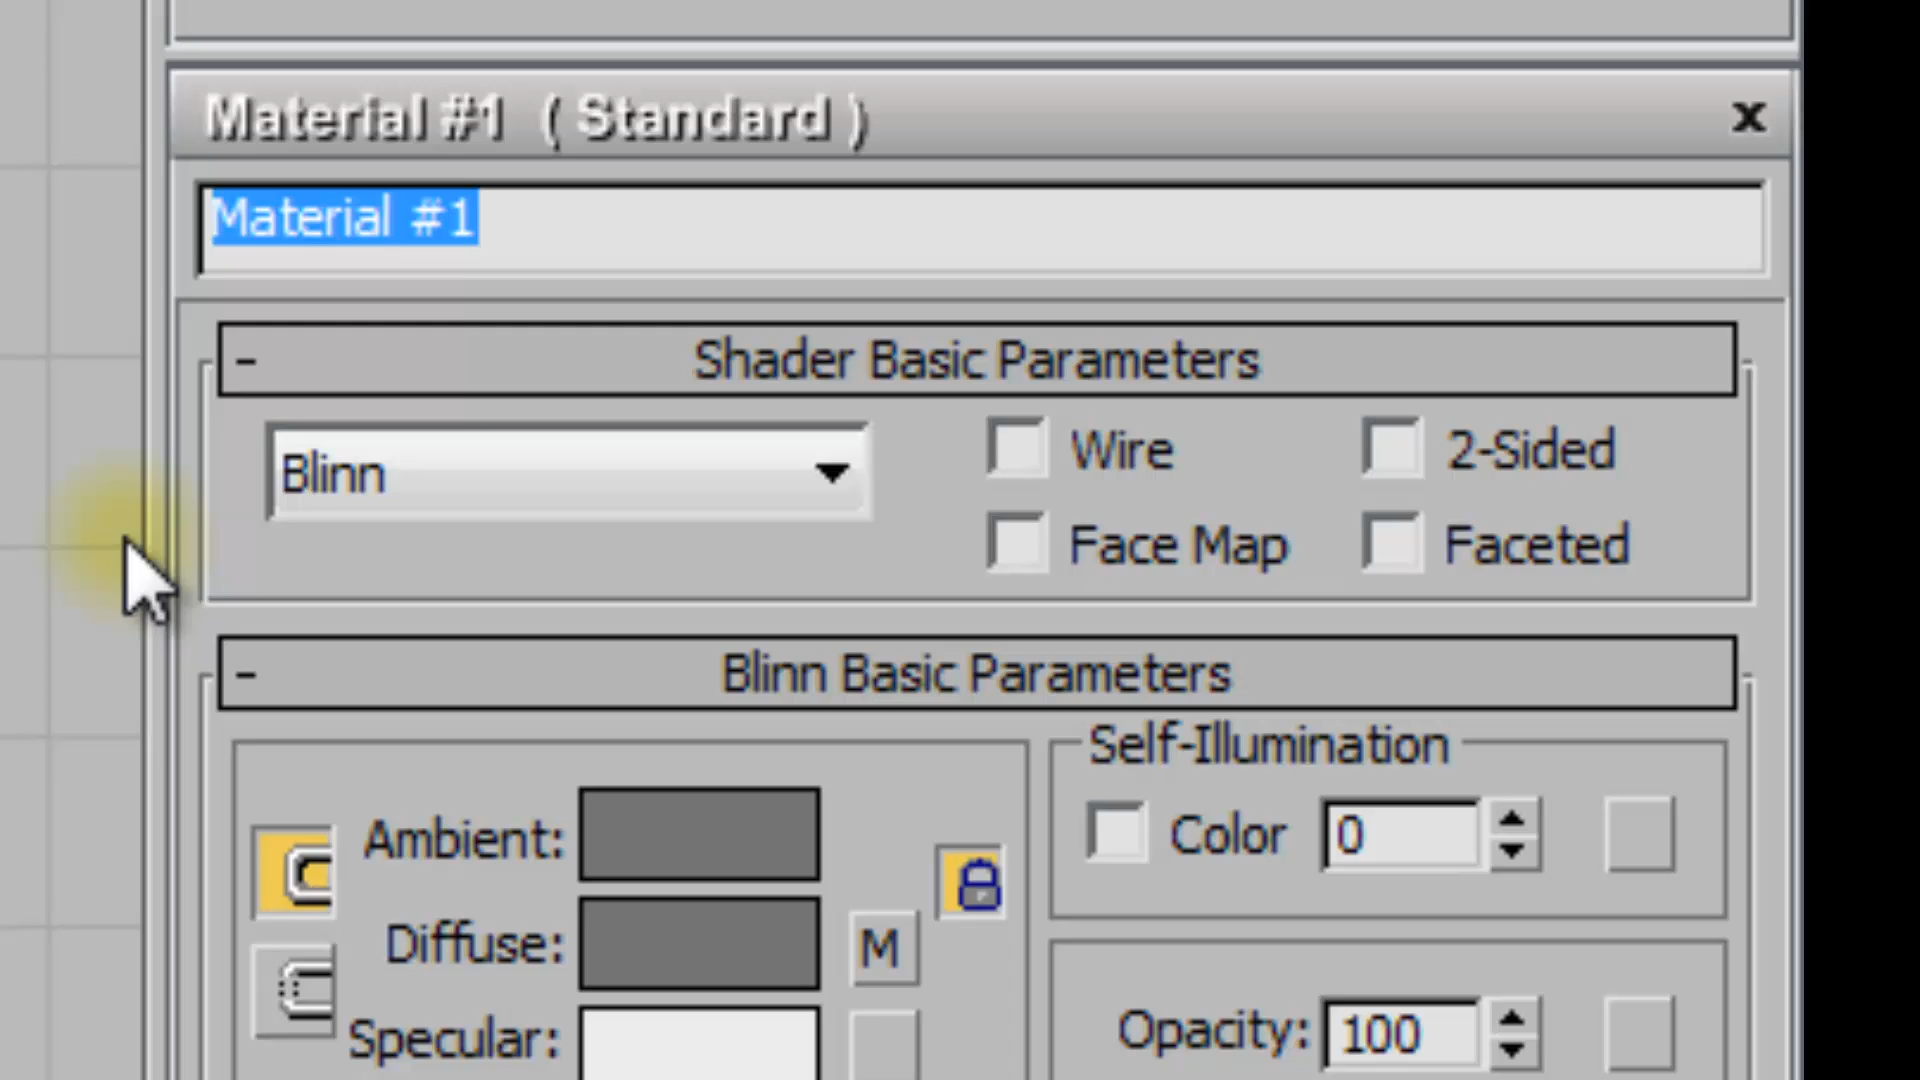 Material #1 ( Standard ) x
Material #1
- Shader Basic Parameters
Blinn
Wire
2-Sided
Face Map
Faceted
- Blinn Basic Parameters
Self-Illumination
Ambient:
Color 0
Diffuse: M
Specular:
Opacity: 100